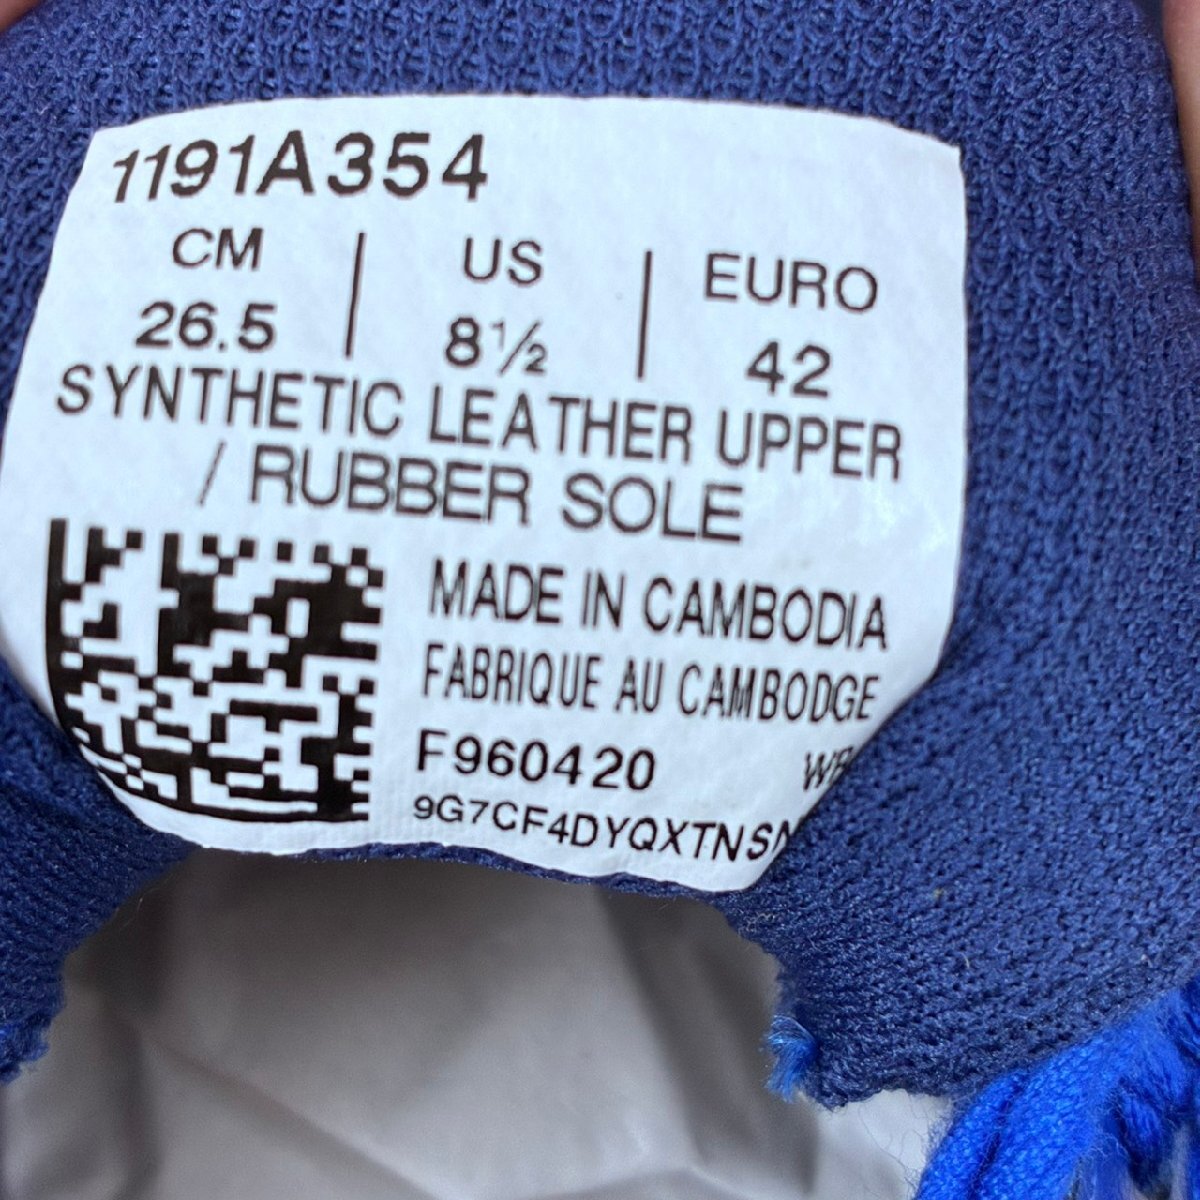 1191A354
CM | US | EURO
26.5 | 8½ | 42
SYNTHETIC LEATHER UPPER
/ RUBBER SOLE
MADE IN CAMBODIA
FABRIQUE AU CAMBODGE
F960420
9G7CF4DYQXTNS